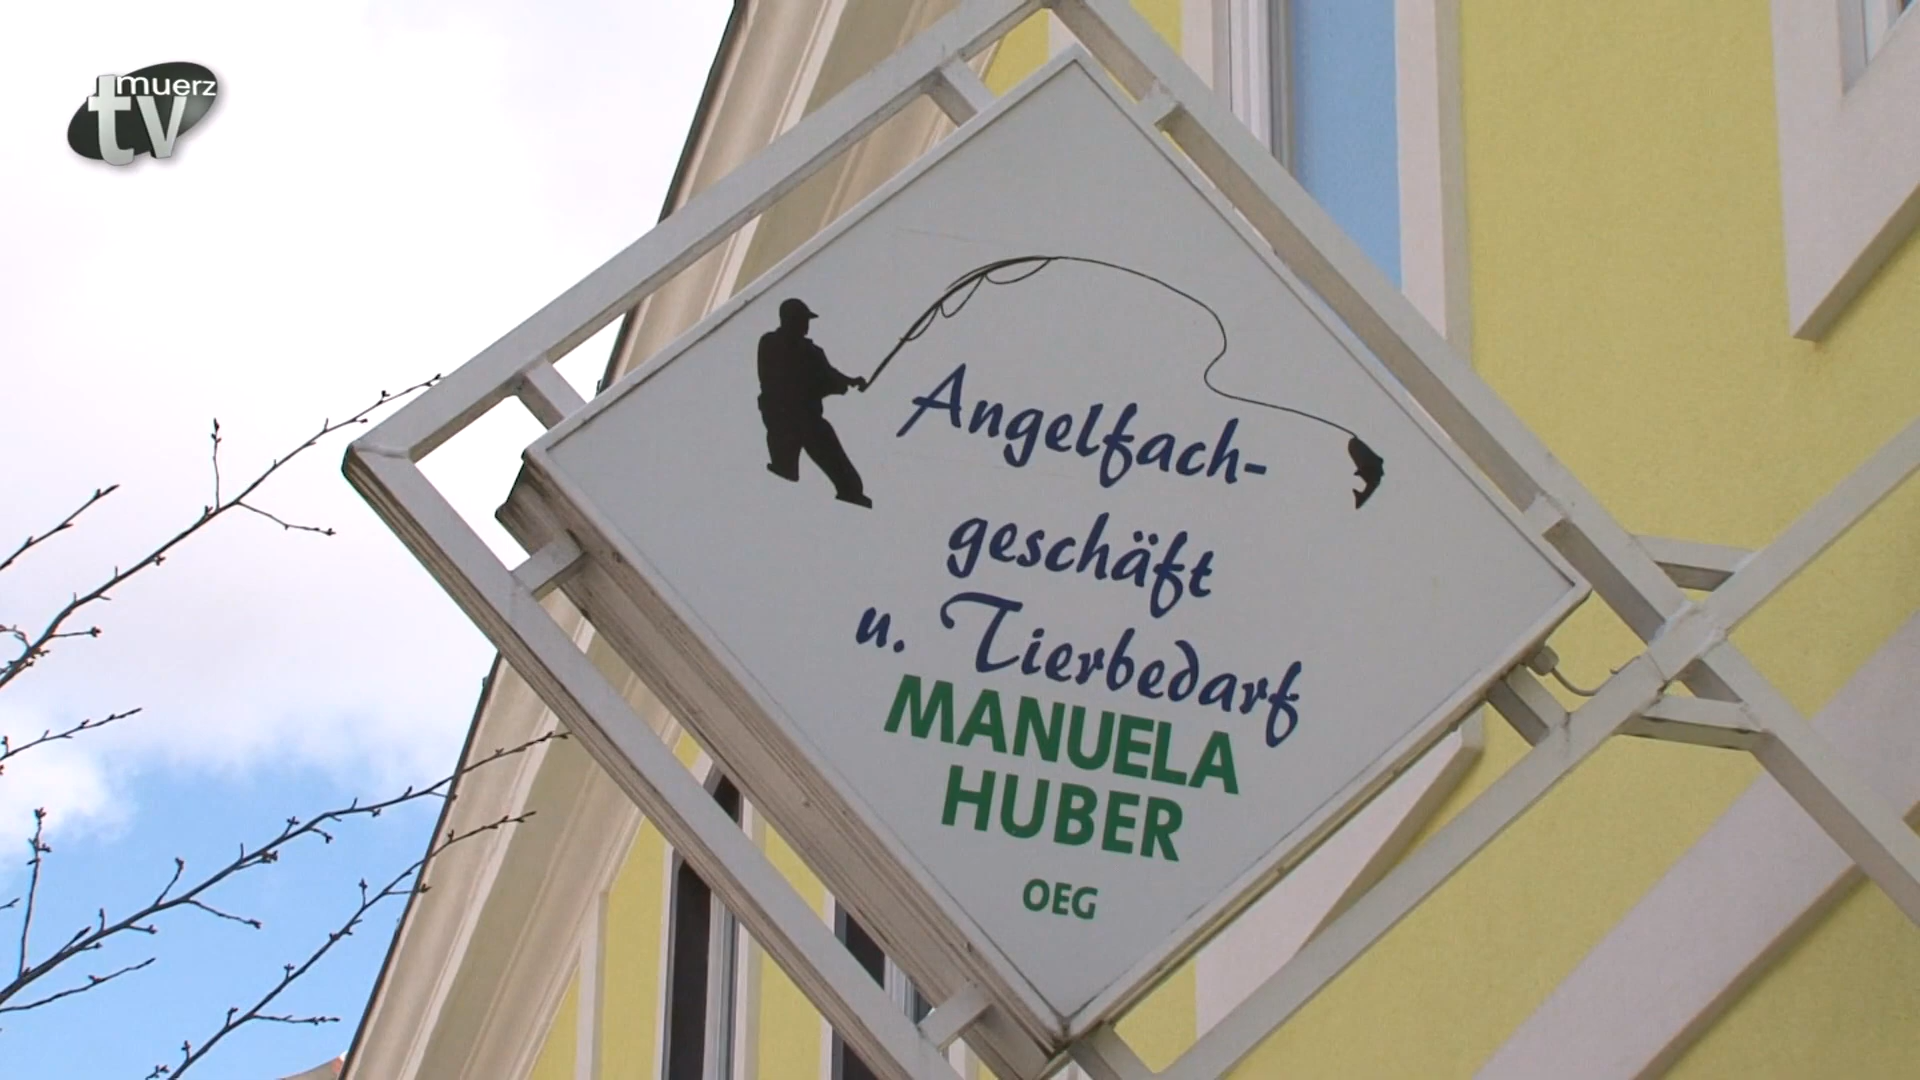 muerz
tv
Angelfach-
geschäft
u. Tierbedarf
MANUELA
HUBER
OEG